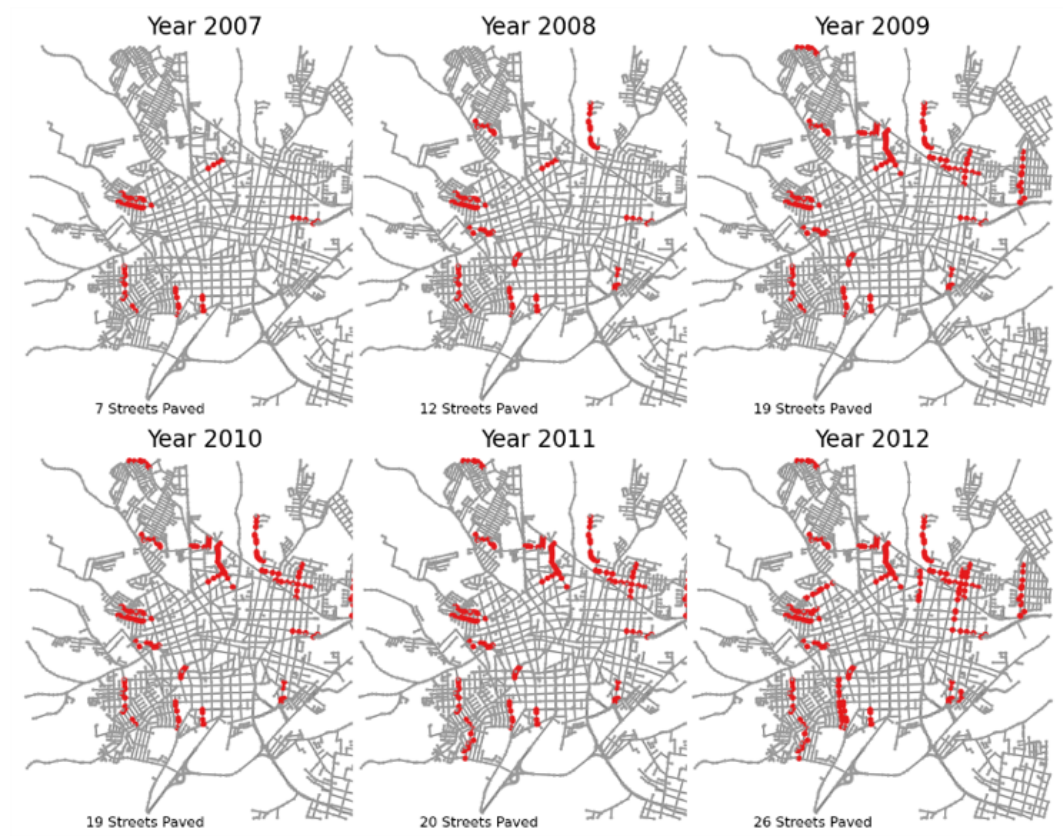 Year 2007
Year 2008
Year 2009
7 Streets Paved
12 Streets Paved
19 Streets Paved
Year 2010
Year 2011
Year 2012
19 Streets Paved
20 Streets Paved
26 Streets Paved